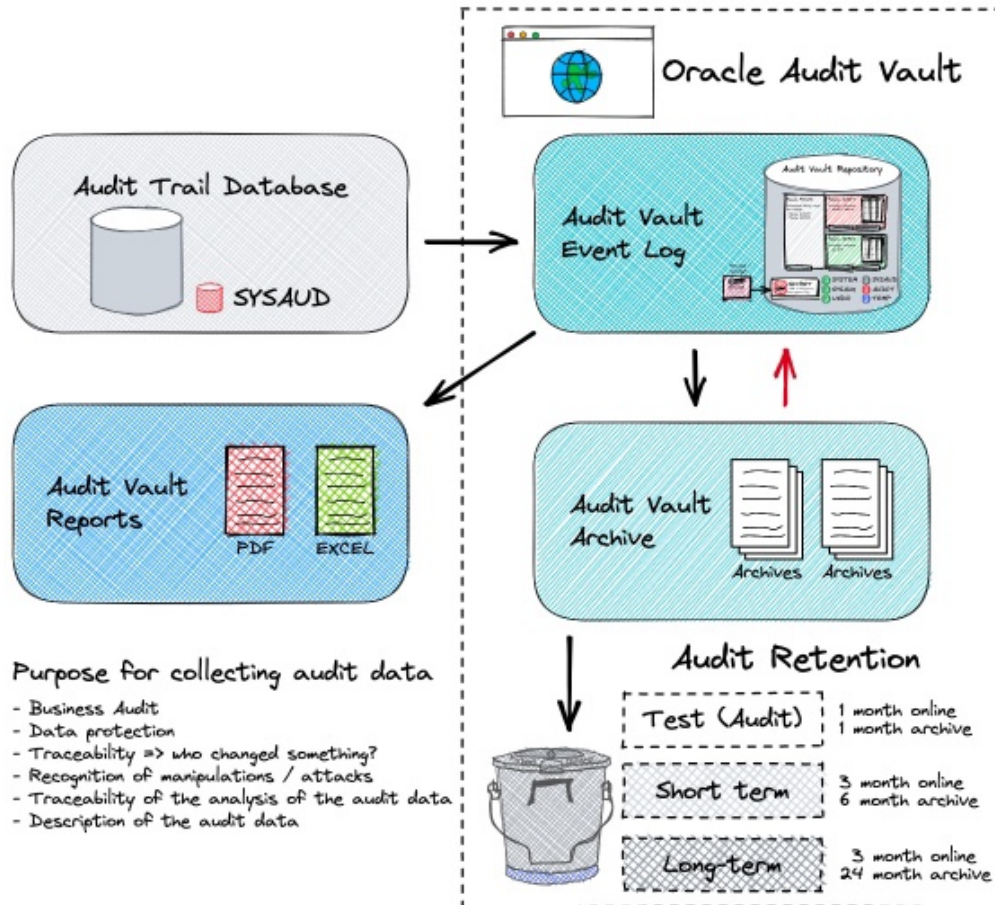 Oracle Audit Vault
Audit Trail Database
SYSAUD
Audit Vault
Event Log
Audit Vault Repository
SYSTEM
SYSAUX
UNDO
TEMP
Audit Vault
Reports
PDF
EXCEL
Audit Vault
Archive
Archives
Archives
Purpose for collecting audit data
- Business Audit
- Data protection
- Traceability => who changed something?
- Recognition of manipulations / attacks
- Traceability of the analysis of the audit data
- Description of the audit data
Audit Retention
Test (Audit)
1 month online
1 month archive
Short term
3 month online
6 month archive
Long-term
3 month online
24 month archive